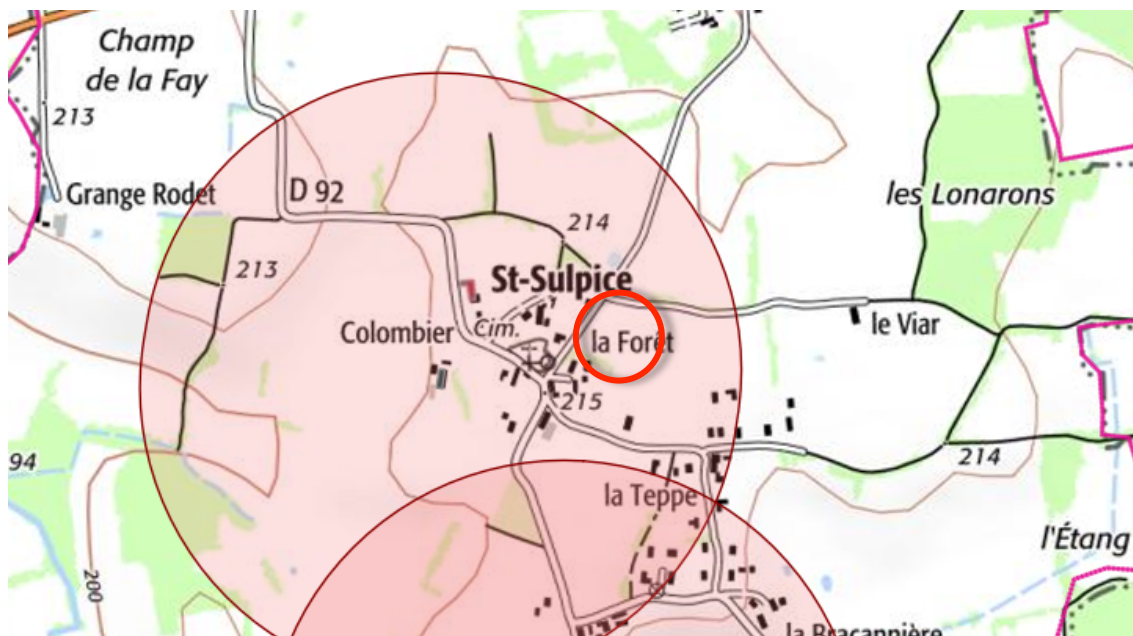 Champ
de la Fay
213
Grange Rodet
D 92
les Lonarons
214
213
St-Sulpice
Colombier
Cim.
la Forêt
le Viar
215
94
214
la Teppe
l'Étang
200
la Bracannière